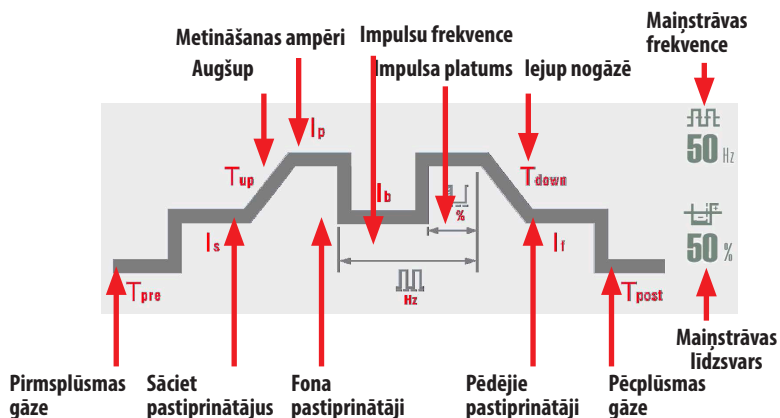 Maiņstrāvas
frekvence
Metināšanas ampēri
Impulsu frekvence
Augšup
Impulsa platums
lejup nogāzē
Ip
50 Hz
Tup
Ib
Tdown
%
Is
If
50 %
Tpre
Hz
Tpost
Maiņstrāvas
līdzsvars
Pirmsplūsmas
gāze
Sāciet
pastiprinātājus
Fona
pastiprinātāji
Pēdējie
pastiprinātāji
Pēcplūsmas
gāze